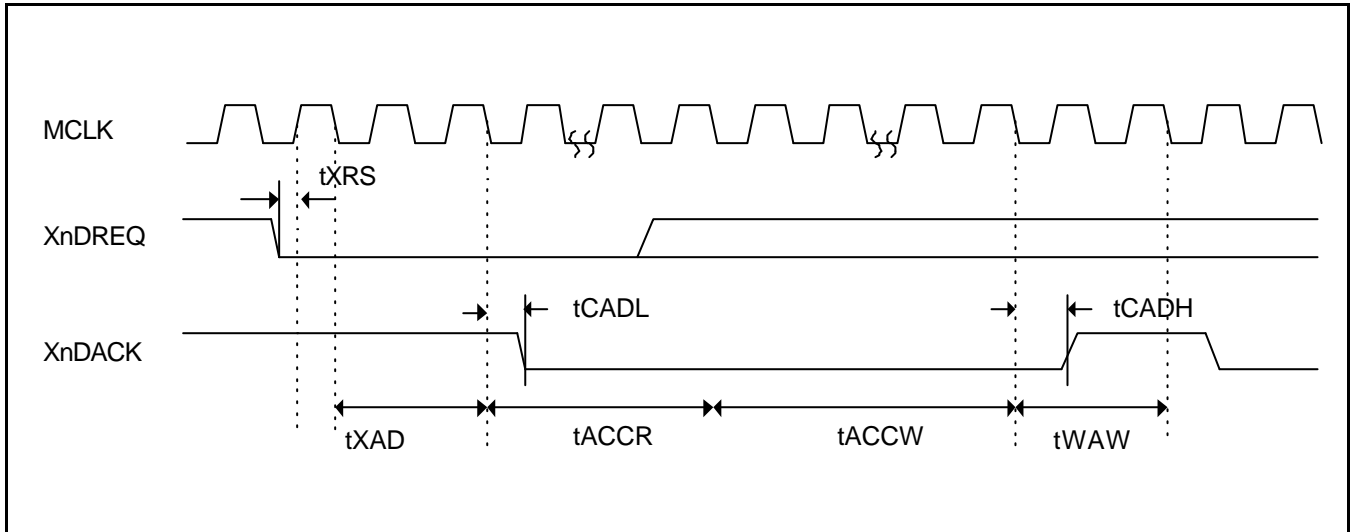 MCLK
tXRS
XnDREQ
tCADL
tCADH
XnDACK
tXAD
tACCR
tACCW
tWAW